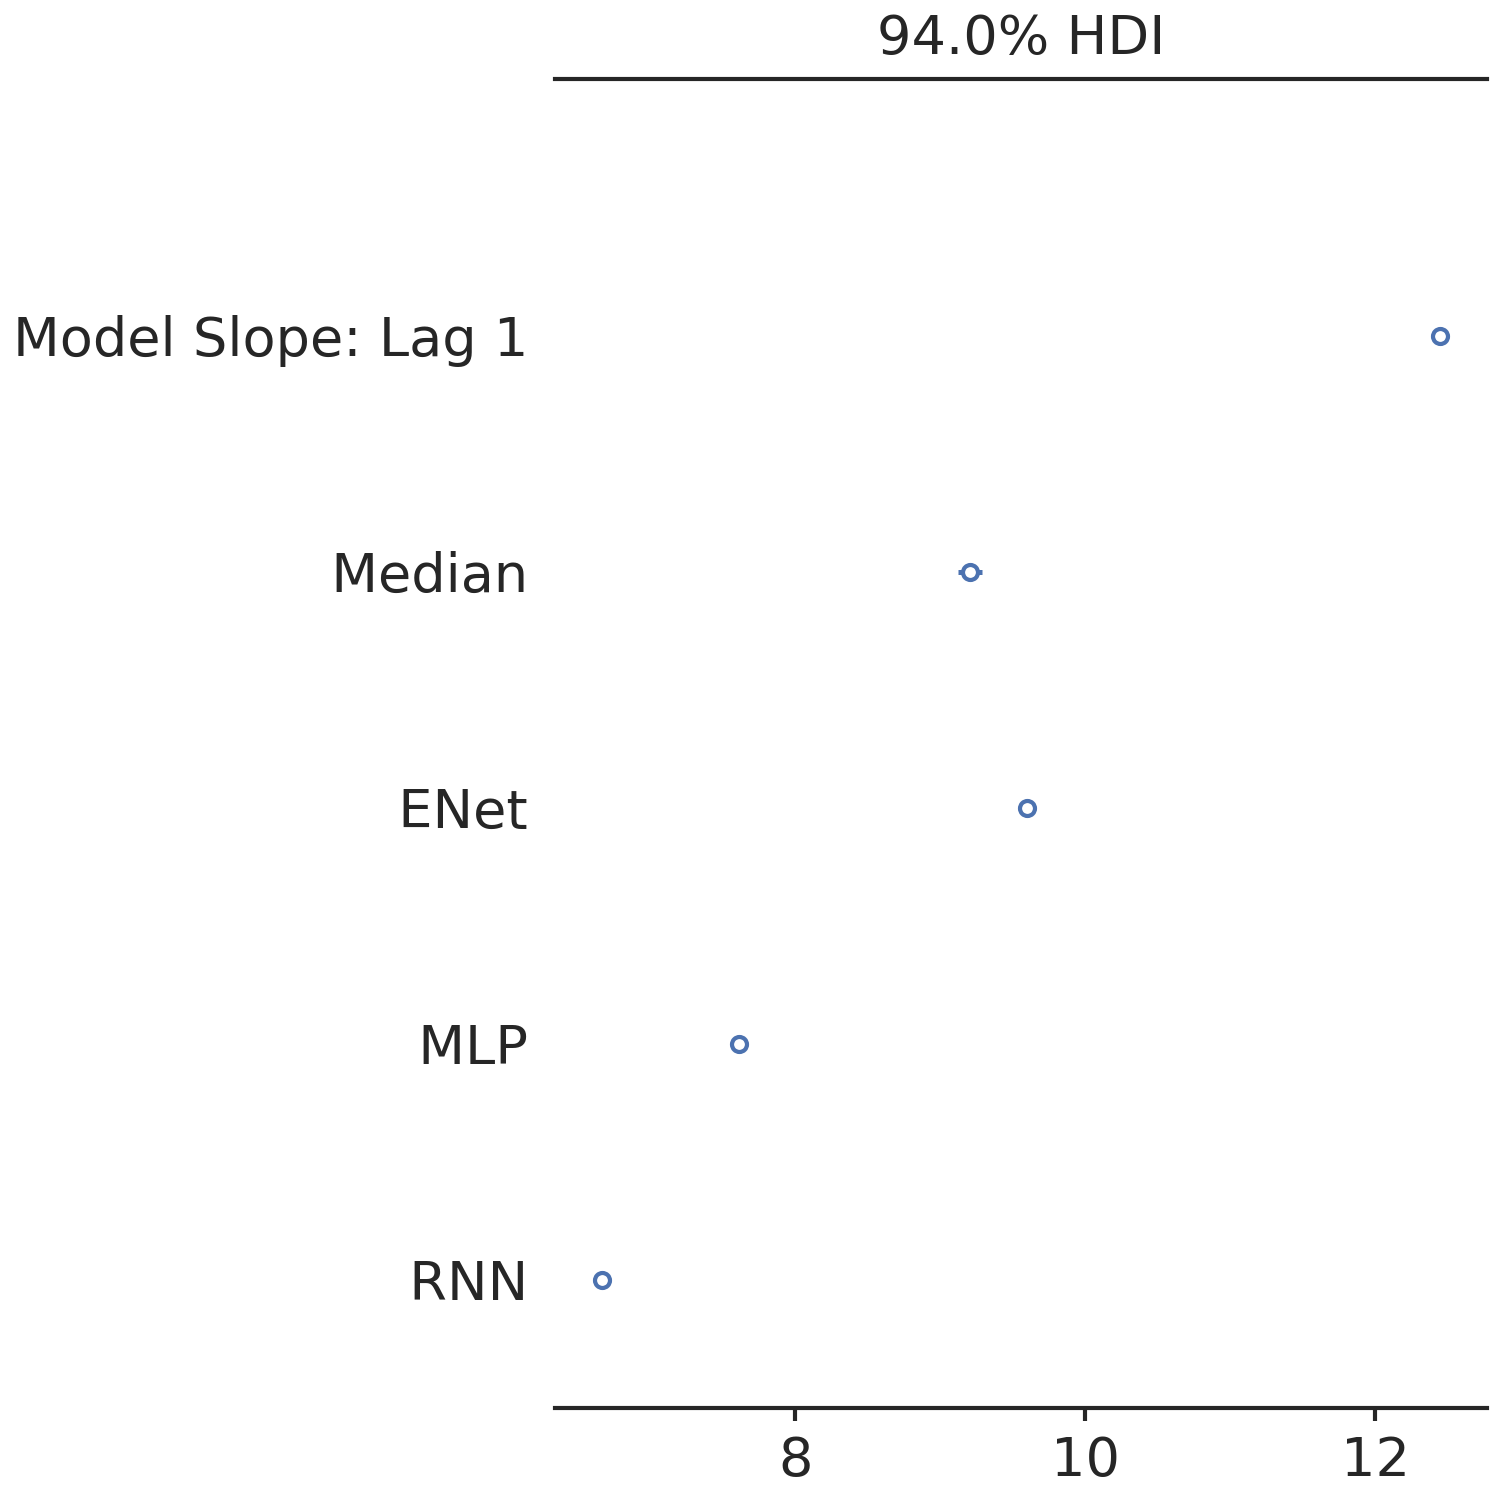 94.0% HDI
Model Slope: Lag 1
Median
ENet
MLP
RNN
8 10 12